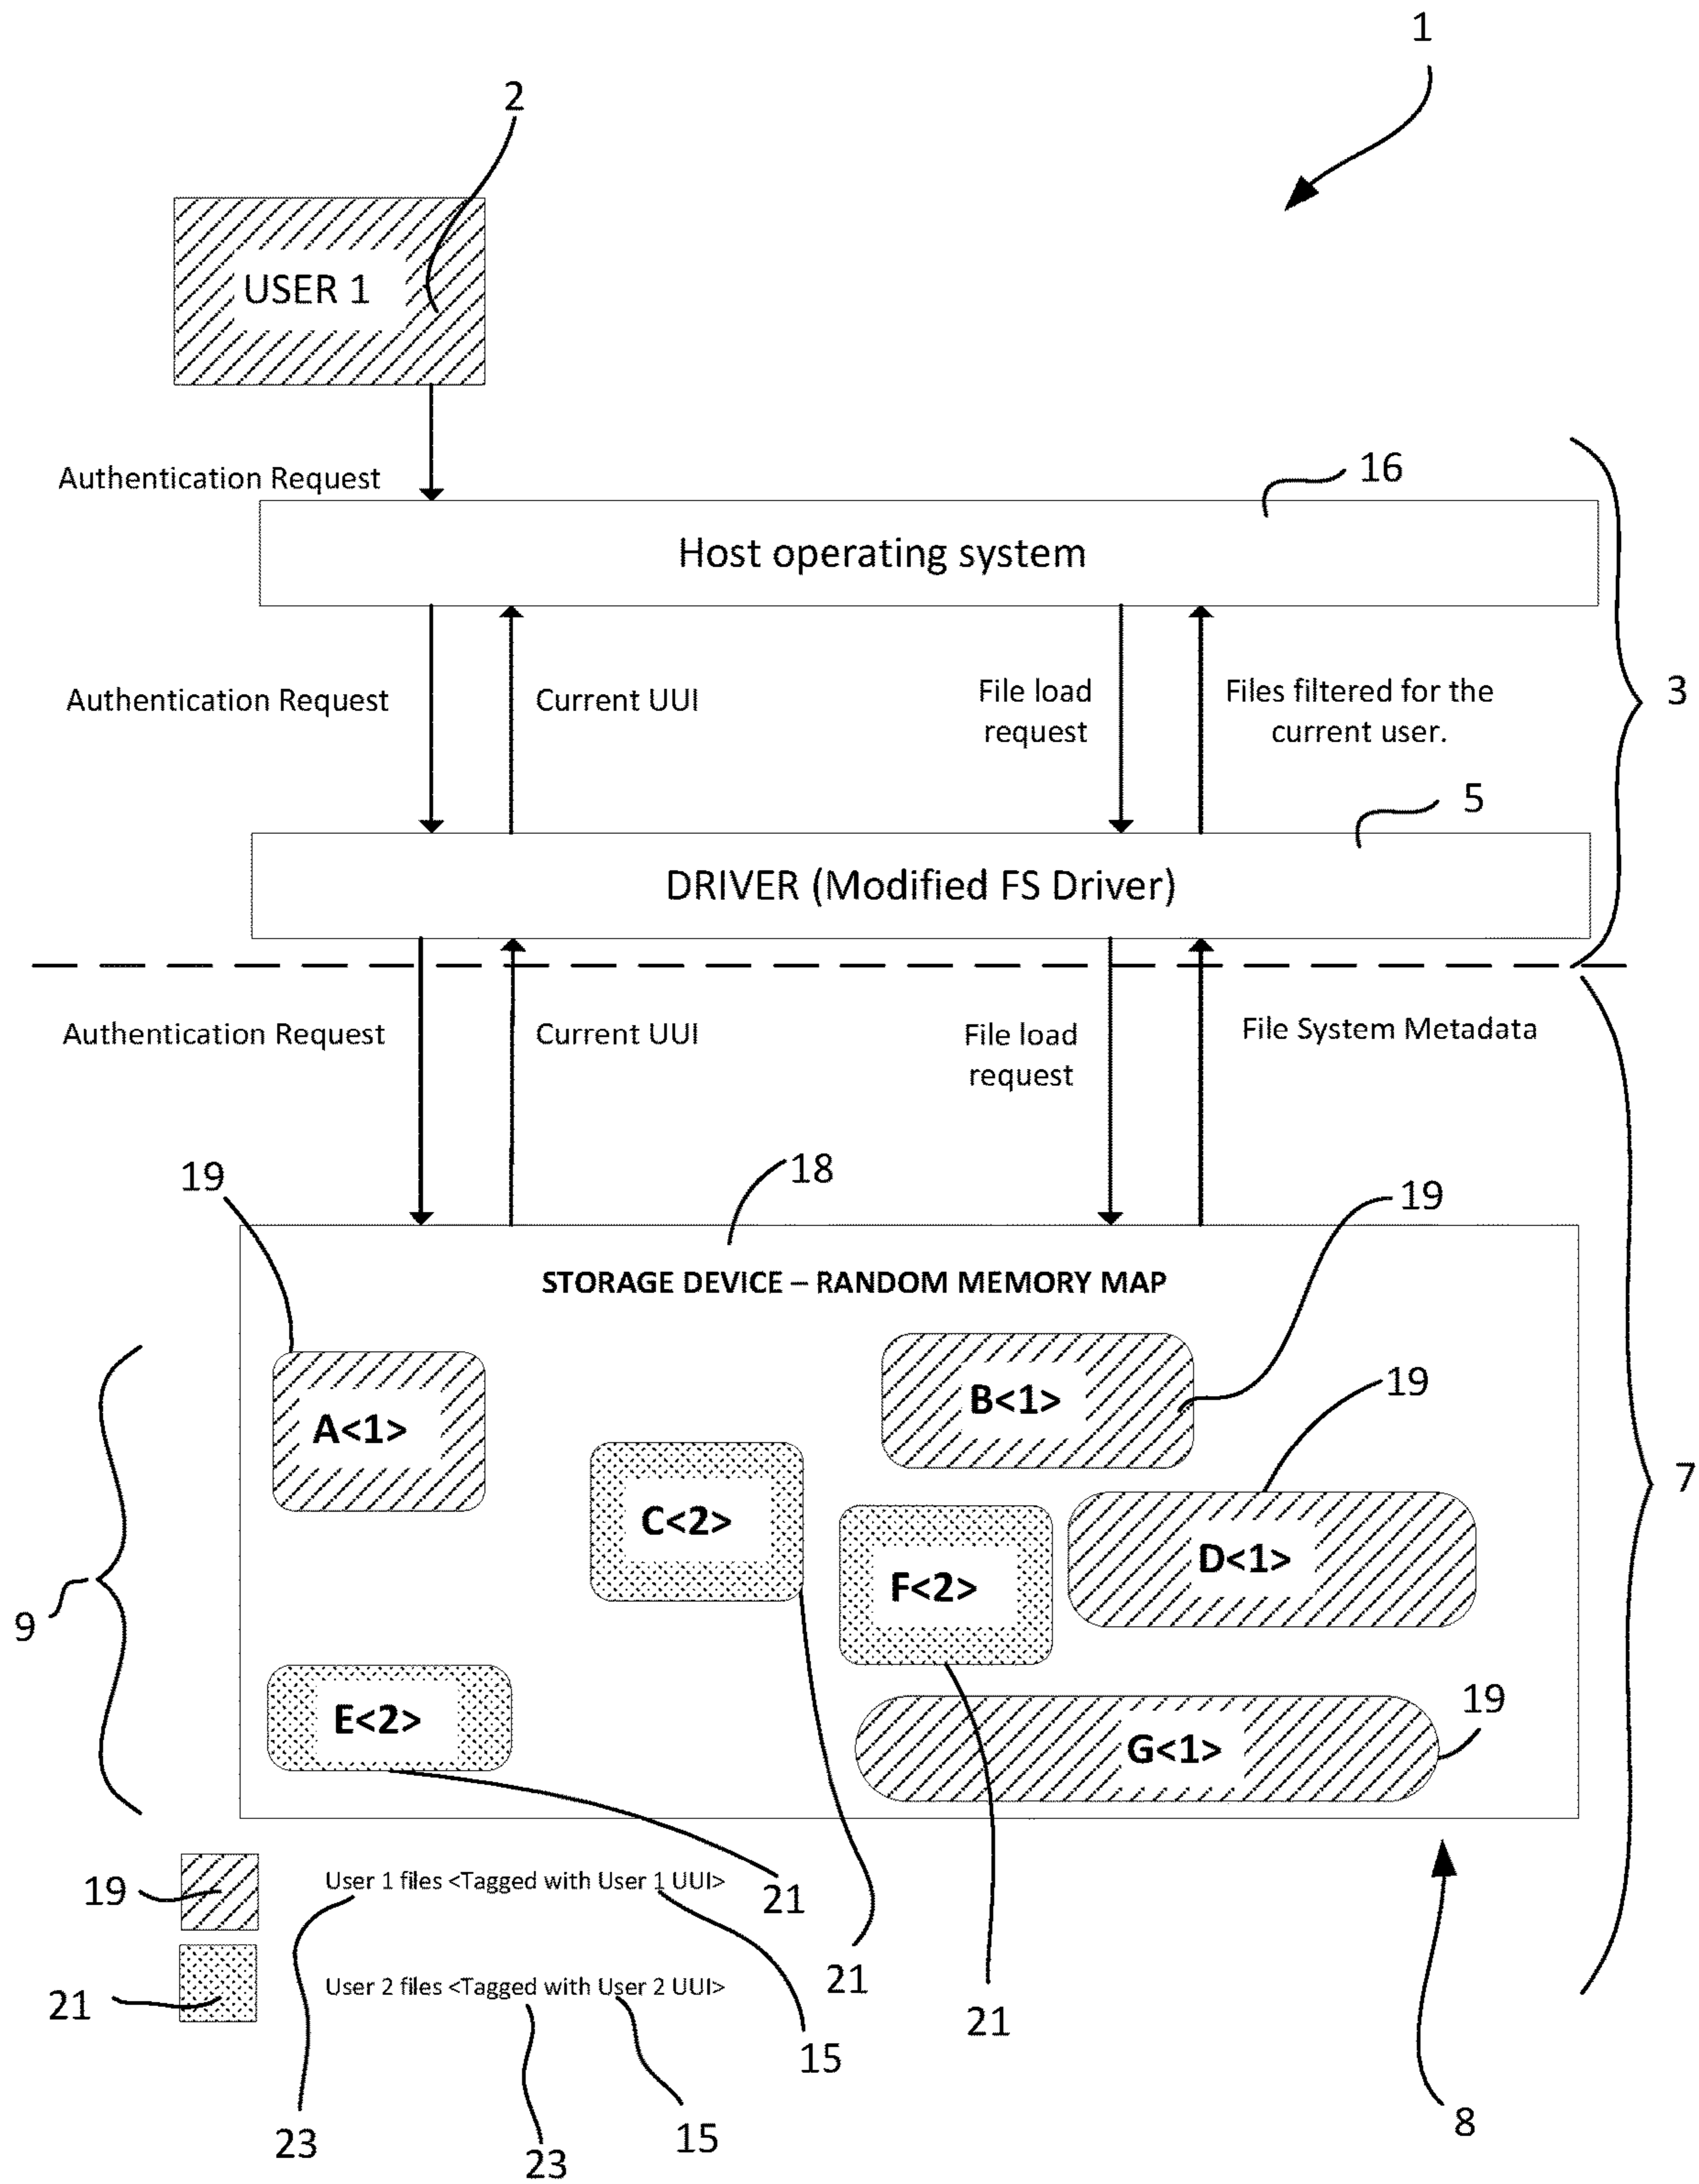 1
2
USER 1
Authentication Request
16
Host operating system
Authentication Request
Current UUI
File load
request
Files filtered for the
current user.
3
5
DRIVER (Modified FS Driver)
Authentication Request
Current UUI
File load
request
File System Metadata
19
18
19
STORAGE DEVICE – RANDOM MEMORY MAP
A<1>
B<1>
19
C<2>
D<1>
F<2>
7
9
E<2>
G<1>
19
19
User 1 files <Tagged with User 1 UUI>
21
21
21
User 2 files <Tagged with User 2 UUI>
21
15
23
23
15
8